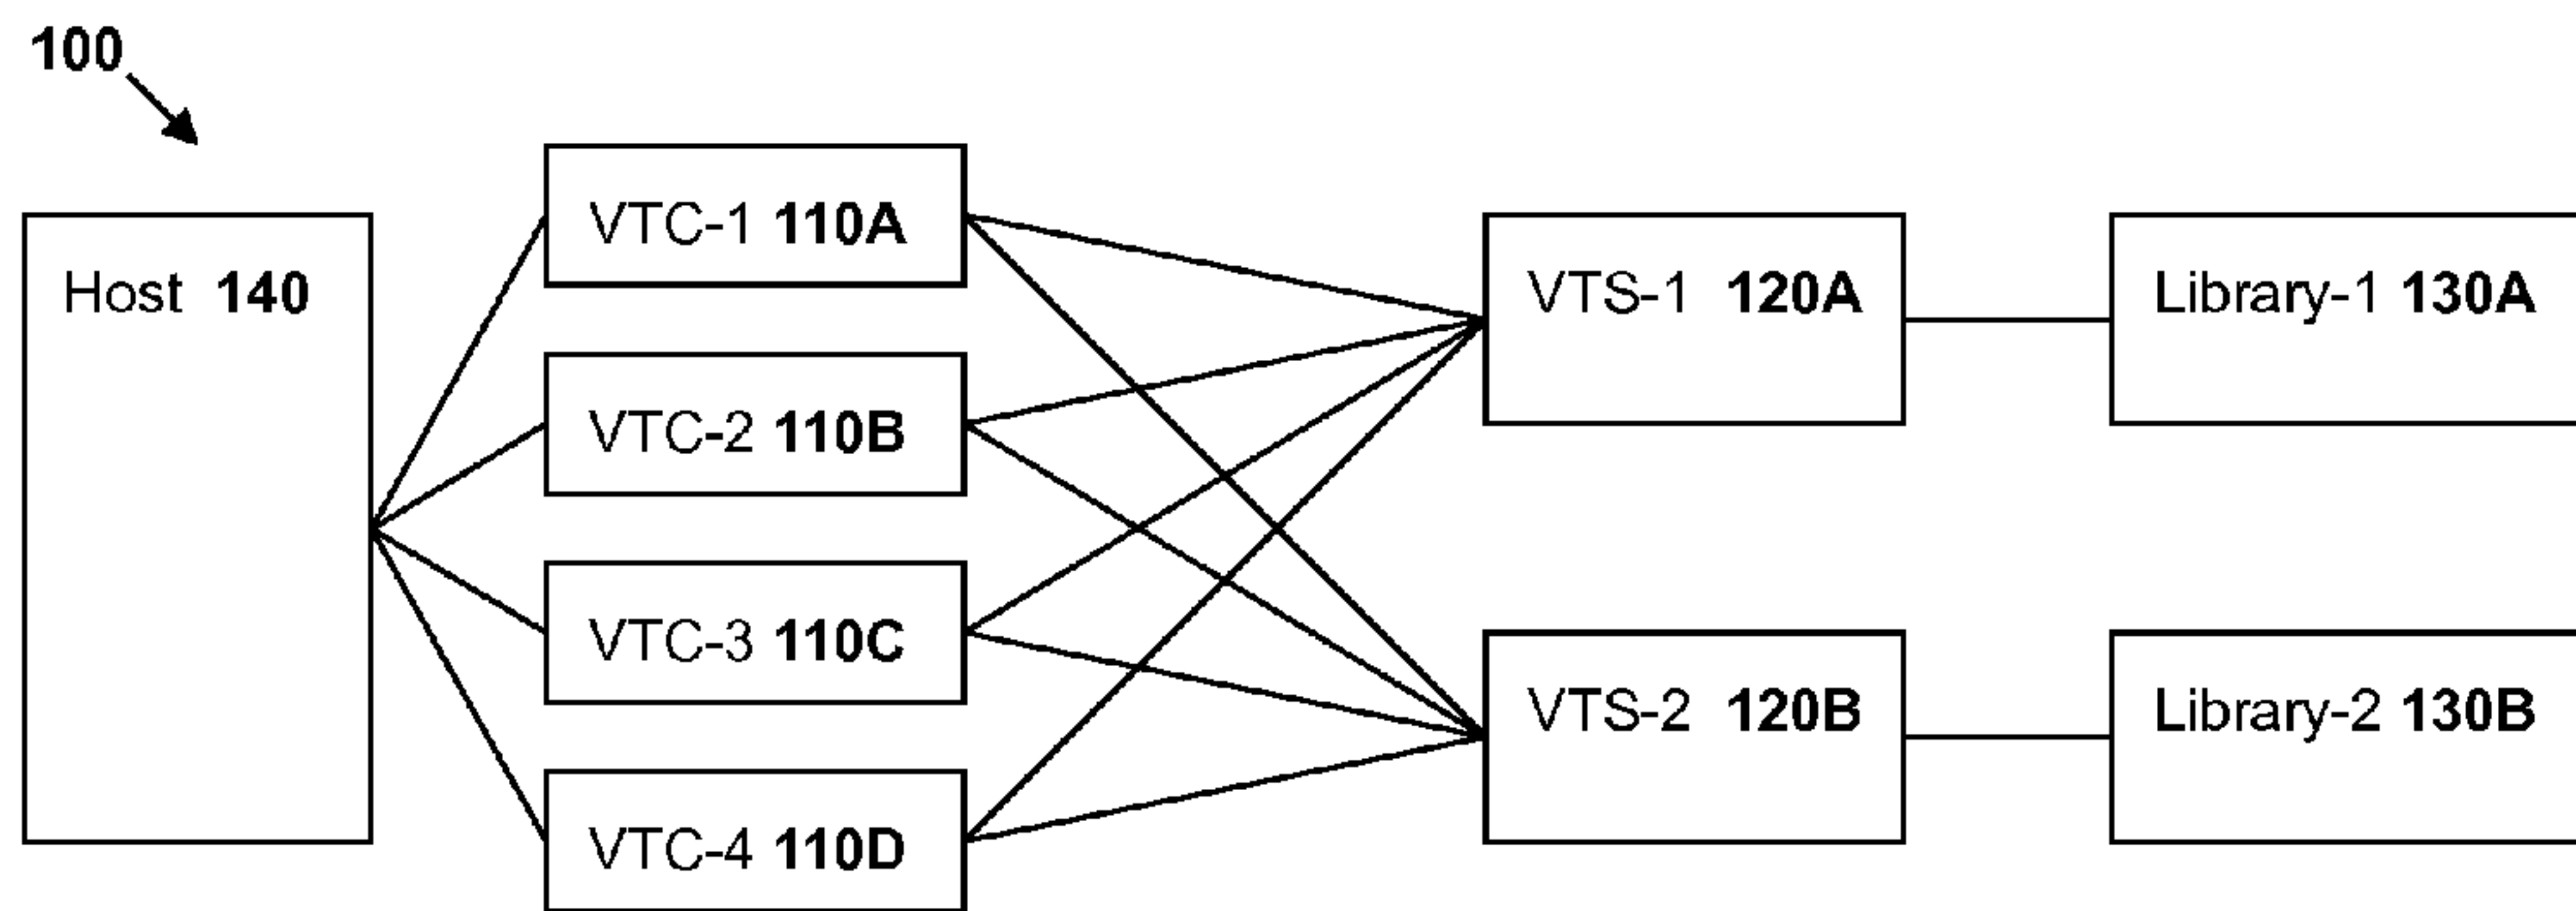 100
Host 140
VTC-1 110A
VTC-2 110B
VTC-3 110C
VTC-4 110D
VTS-1 120A
VTS-2 120B
Library-1 130A
Library-2 130B